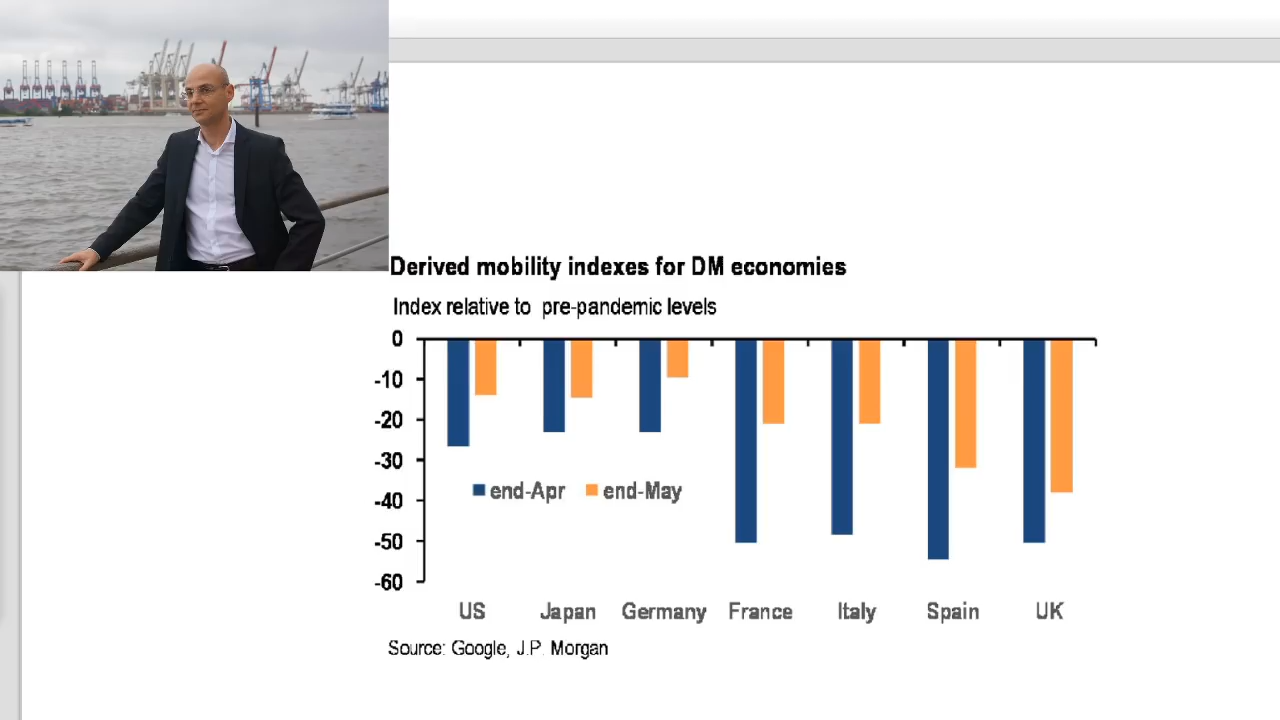 Derived mobility indexes for DM economies
Index relative to pre-pandemic levels
0
-10
-20
-30
-40
-50
-60
end-Apr end-May
US Japan Germany France Italy Spain UK
Source: Google, J.P. Morgan